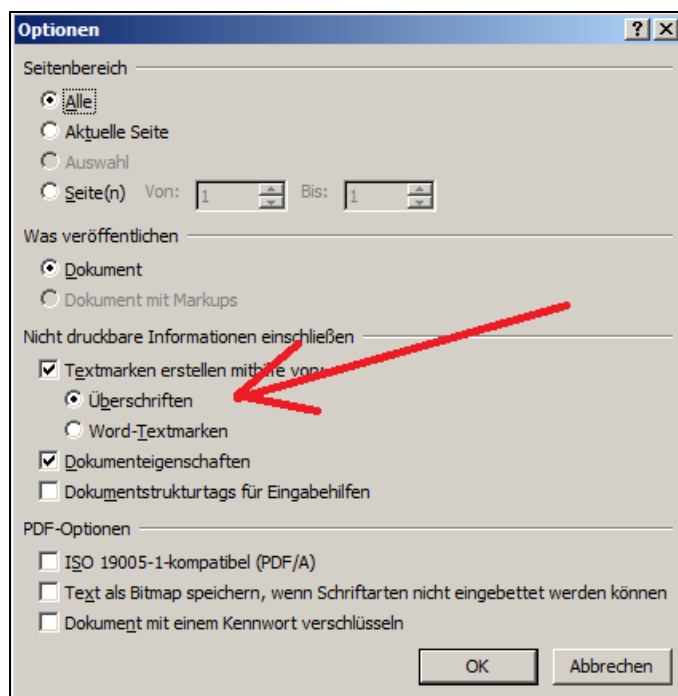 Optionen
Seitenbereich
Alle
Aktuelle Seite
Auswahl
Seite(n) Von: 1 Bis: 1
Was veröffentlichen
Dokument
Dokument mit Markups
Nicht druckbare Informationen einschließen
Textmarken erstellen mithilfe von:
Überschriften
Word-Textmarken
Dokumenteigenschaften
Dokumentstrukturtags für Eingabehilfen
PDF-Optionen
ISO 19005-1-kompatibel (PDF/A)
Text als Bitmap speichern, wenn Schriftarten nicht eingebettet werden können
Dokument mit einem Kennwort verschlüsseln
OK Abbrechen